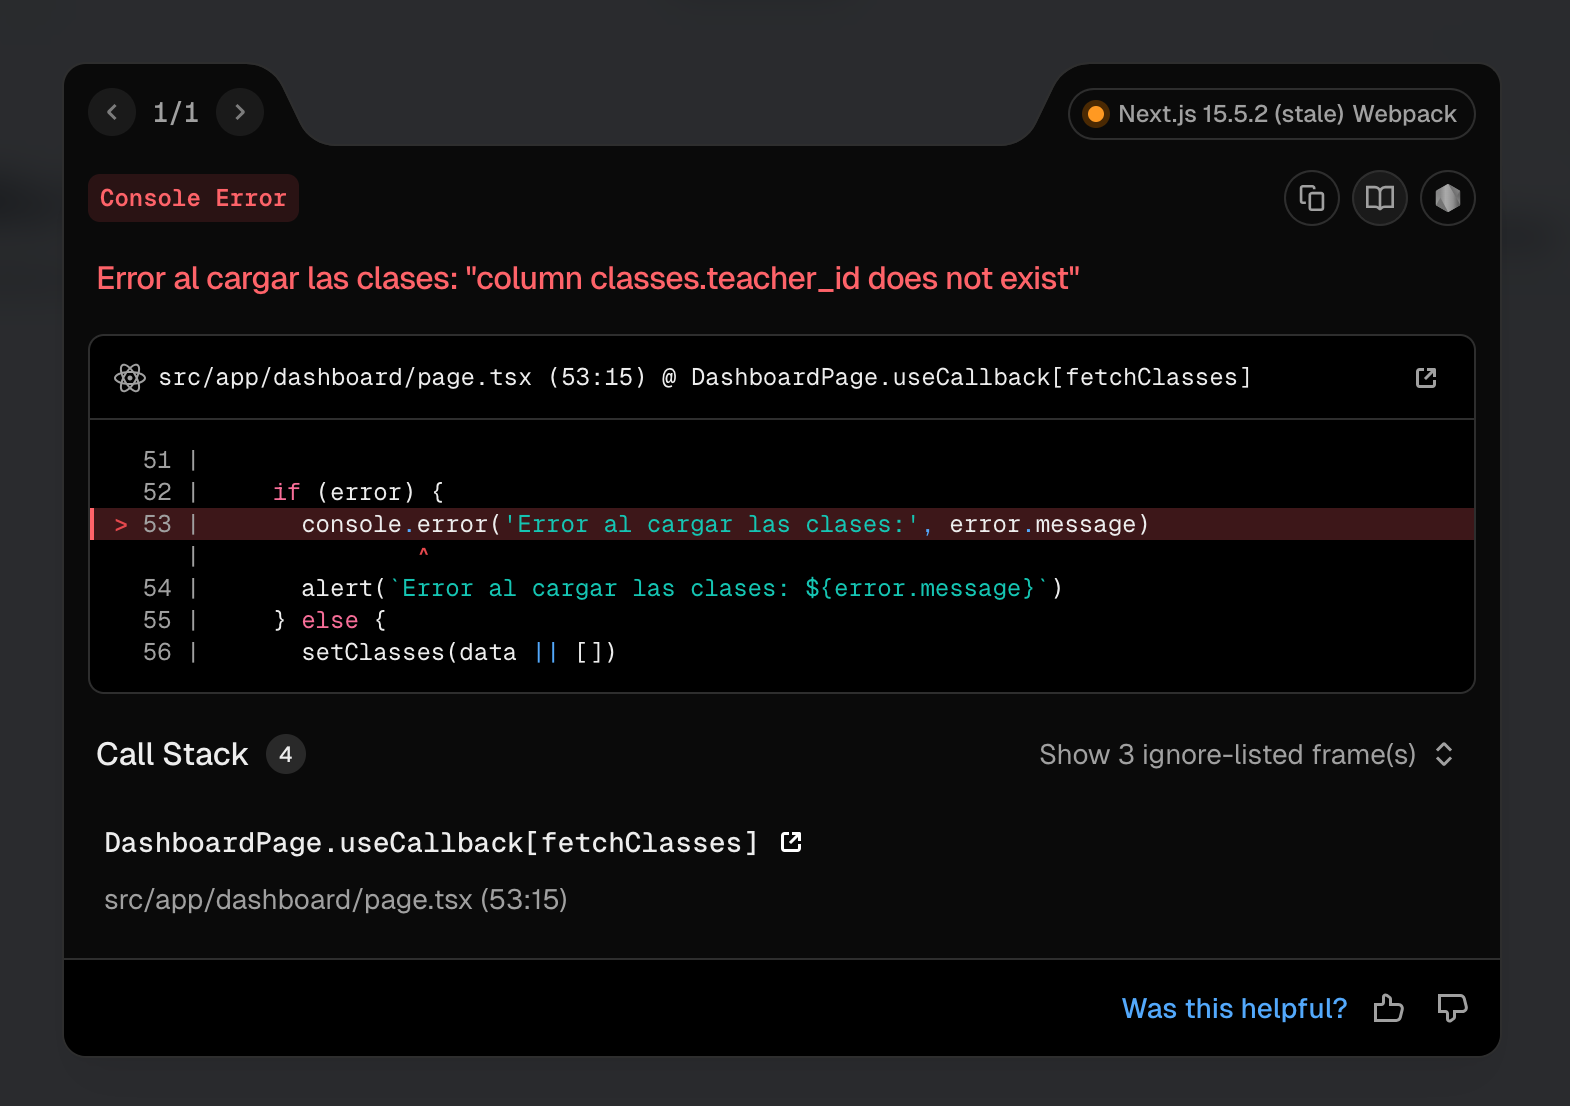 1/1
Next.js 15.5.2 (stale) Webpack
Console Error
Error al cargar las clases: "column classes.teacher_id does not exist"
src/app/dashboard/page.tsx (53:15) @ DashboardPage.useCallback[fetchClasses]
51 |
52 |     if (error) {
> 53 |       console.error('Error al cargar las clases:', error.message)
|               ^
54 |       alert(`Error al cargar las clases: ${error.message}`)
55 |     } else {
56 |       setClasses(data || [])
Call Stack 4
Show 3 ignore-listed frame(s)
DashboardPage.useCallback[fetchClasses]
src/app/dashboard/page.tsx (53:15)
Was this helpful?